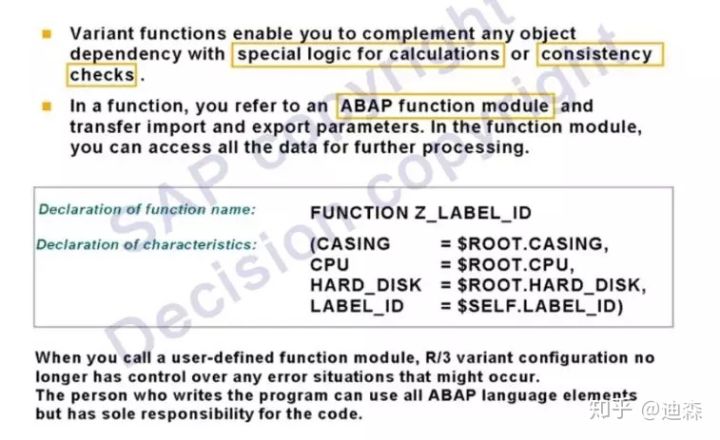 Variant functions enable you to complement any object
dependency with special logic for calculations or consistency
checks .
In a function, you refer to an ABAP function module and
transfer import and export parameters. In the function module,
you can access all the data for further processing.
Declaration of function name: FUNCTION Z_LABEL_ID
Declaration of characteristics: (CASING = $ROOT.CASING,
CPU = $ROOT.CPU,
HARD_DISK = $ROOT.HARD_DISK,
LABEL_ID = $SELF.LABEL_ID)
When you call a user-defined function module, R/3 variant configuration no
longer has control over any error situations that might occur.
The person who writes the program can use all ABAP language elements
but has sole responsibility for the code.
SAP copyright
Decision copyright
知乎 @迪森